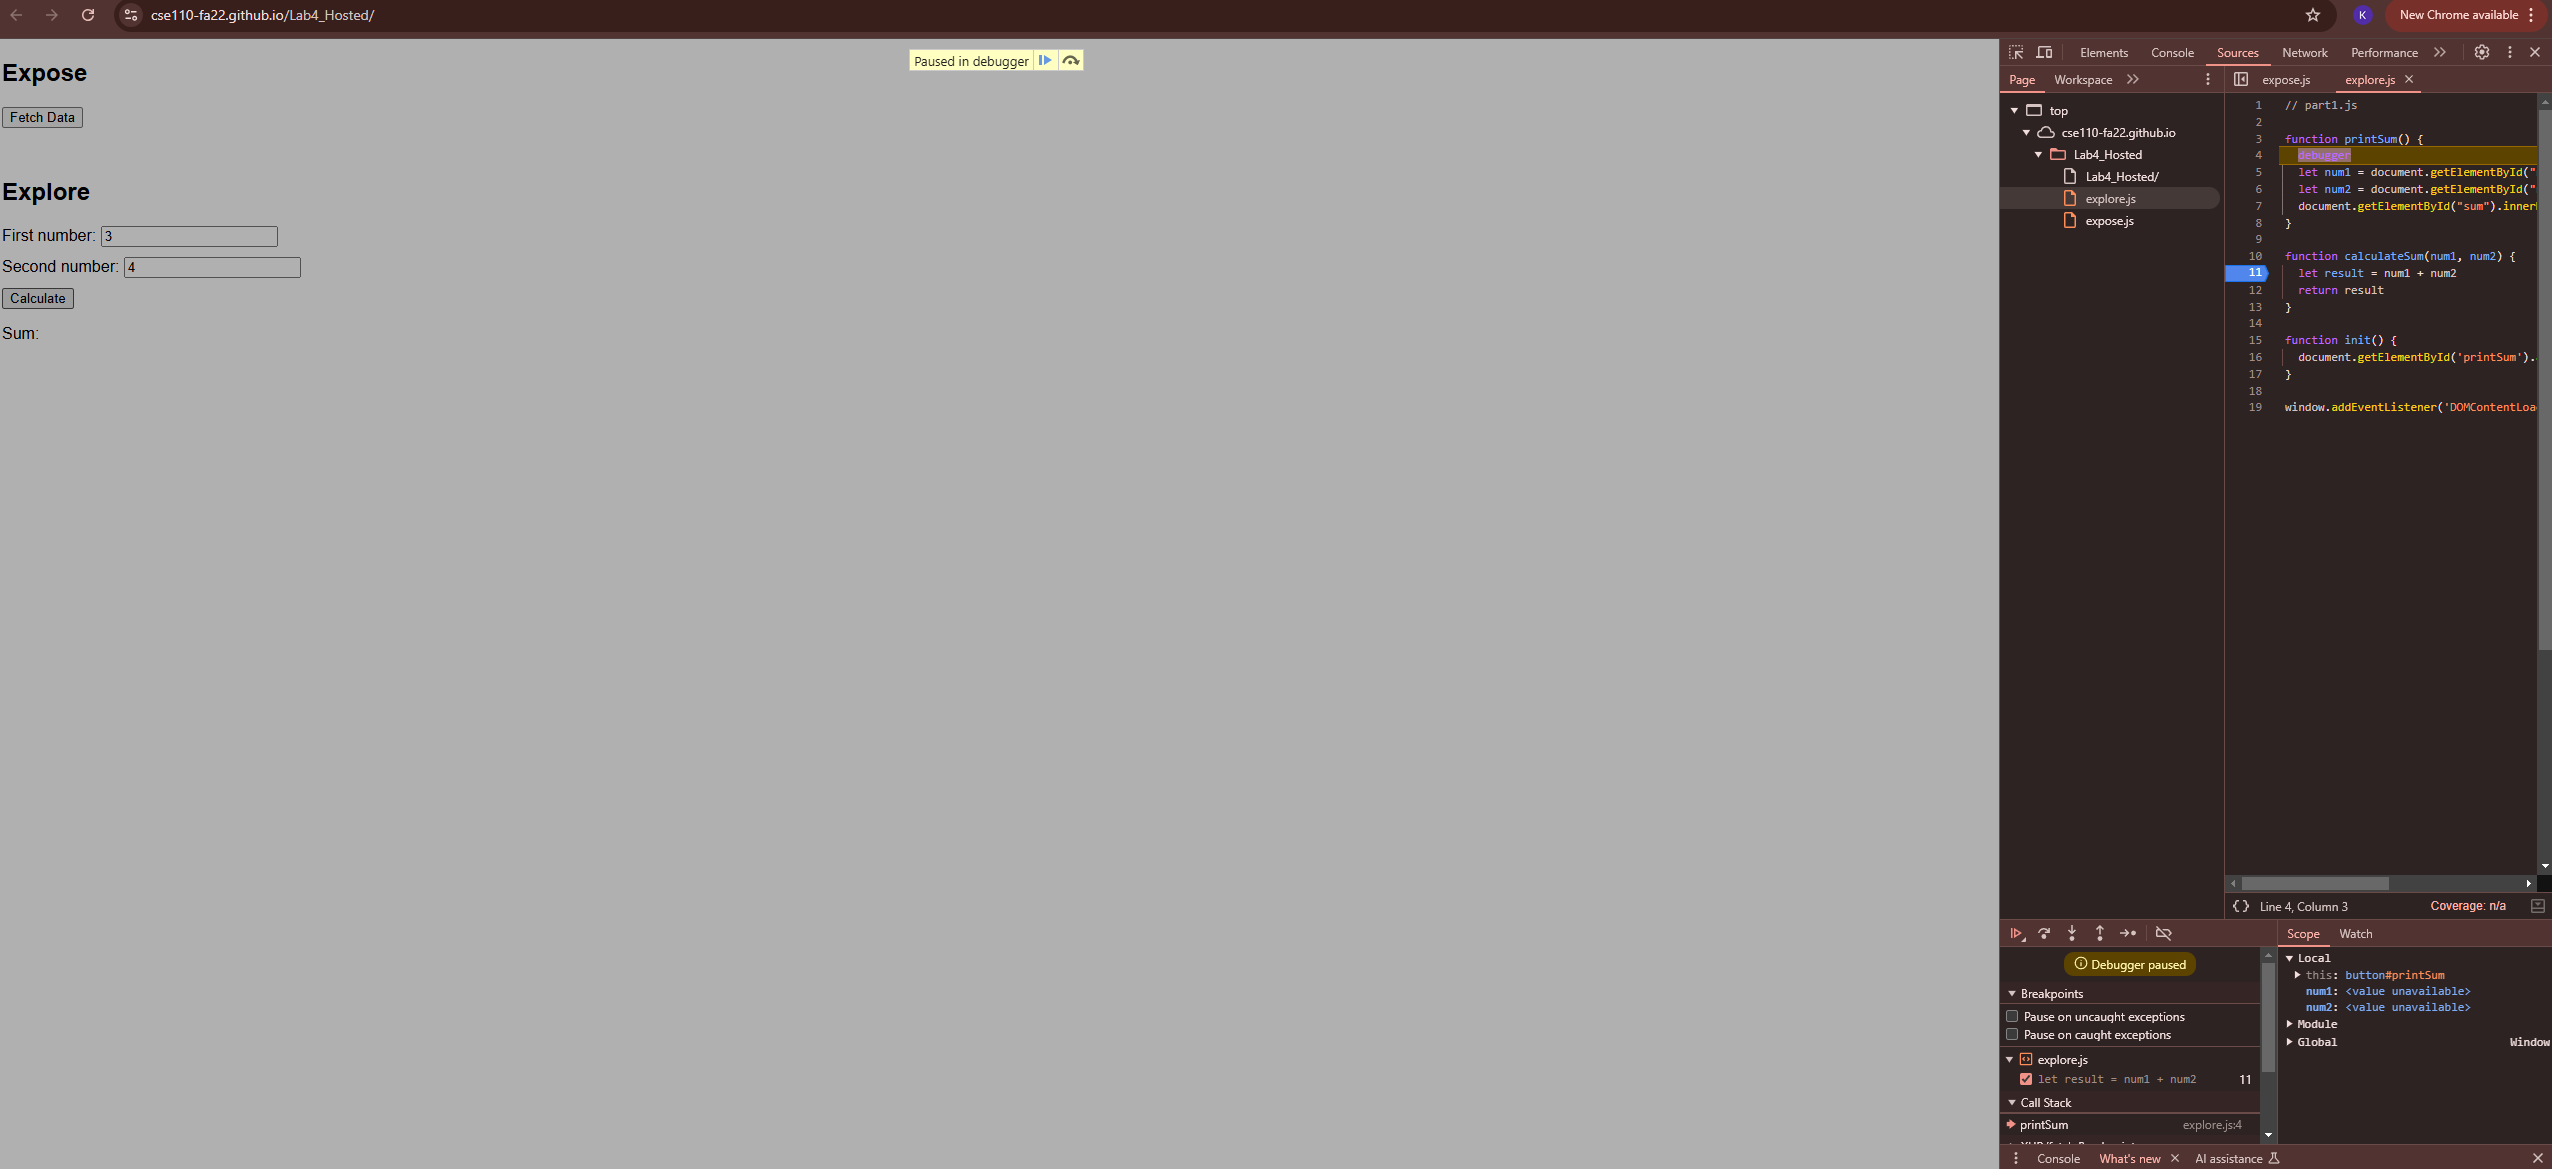 cse110-fa22.github.io/Lab4_Hosted/
K
New Chrome available
Expose
Fetch Data
Explore
First number: 3
Second number: 4
Calculate
Sum:
Paused in debugger
Elements Console Sources Network Performance
Page Workspace
top
cse110-fa22.github.io
Lab4_Hosted
Lab4_Hosted/
explore.js
expose.js
expose.js explore.js
1 // part1.js
2
3 function printSum() {
4 debugger
5 let num1 = document.getElementById("
6 let num2 = document.getElementById("
7 document.getElementById("sum").inner
8 }
9
10 function calculateSum(num1, num2) {
11 let result = num1 + num2
12 return result
13 }
14
15 function init() {
16 document.getElementById('printSum').
17 }
18
19 window.addEventListener('DOMContentLoa
Line 4, Column 3 Coverage: n/a
Debugger paused
Breakpoints
Pause on uncaught exceptions
Pause on caught exceptions
explore.js
let result = num1 + num2 11
Call Stack
printSum explore.js:4
Scope Watch
Local
this: button#printSum
num1: <value unavailable>
num2: <value unavailable>
Module
Global Window
Console What's new AI assistance